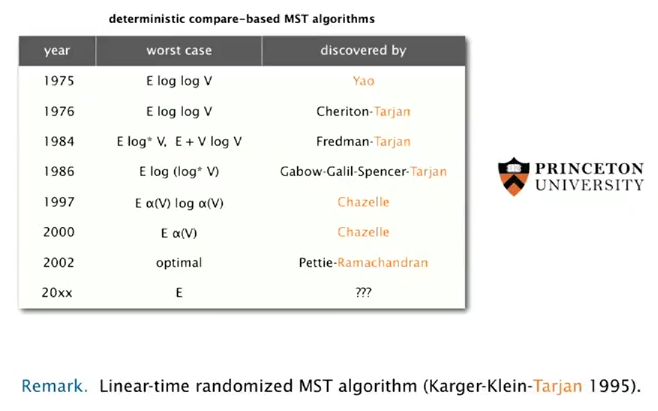 deterministic compare-based MST algorithms
year worst case discovered by
1975 E log log V Yao
1976 E log log V Cheriton-Tarjan
1984 E log* V, E + V log V Fredman-Tarjan
1986 E log (log* V) Gabow-Galil-Spencer-Tarjan
1997 E α(V) log α(V) Chazelle
2000 E α(V) Chazelle
2002 optimal Pettie-Ramachandran
20xx E ???
PRINCETON
UNIVERSITY
Remark. Linear-time randomized MST algorithm (Karger-Klein-Tarjan 1995).